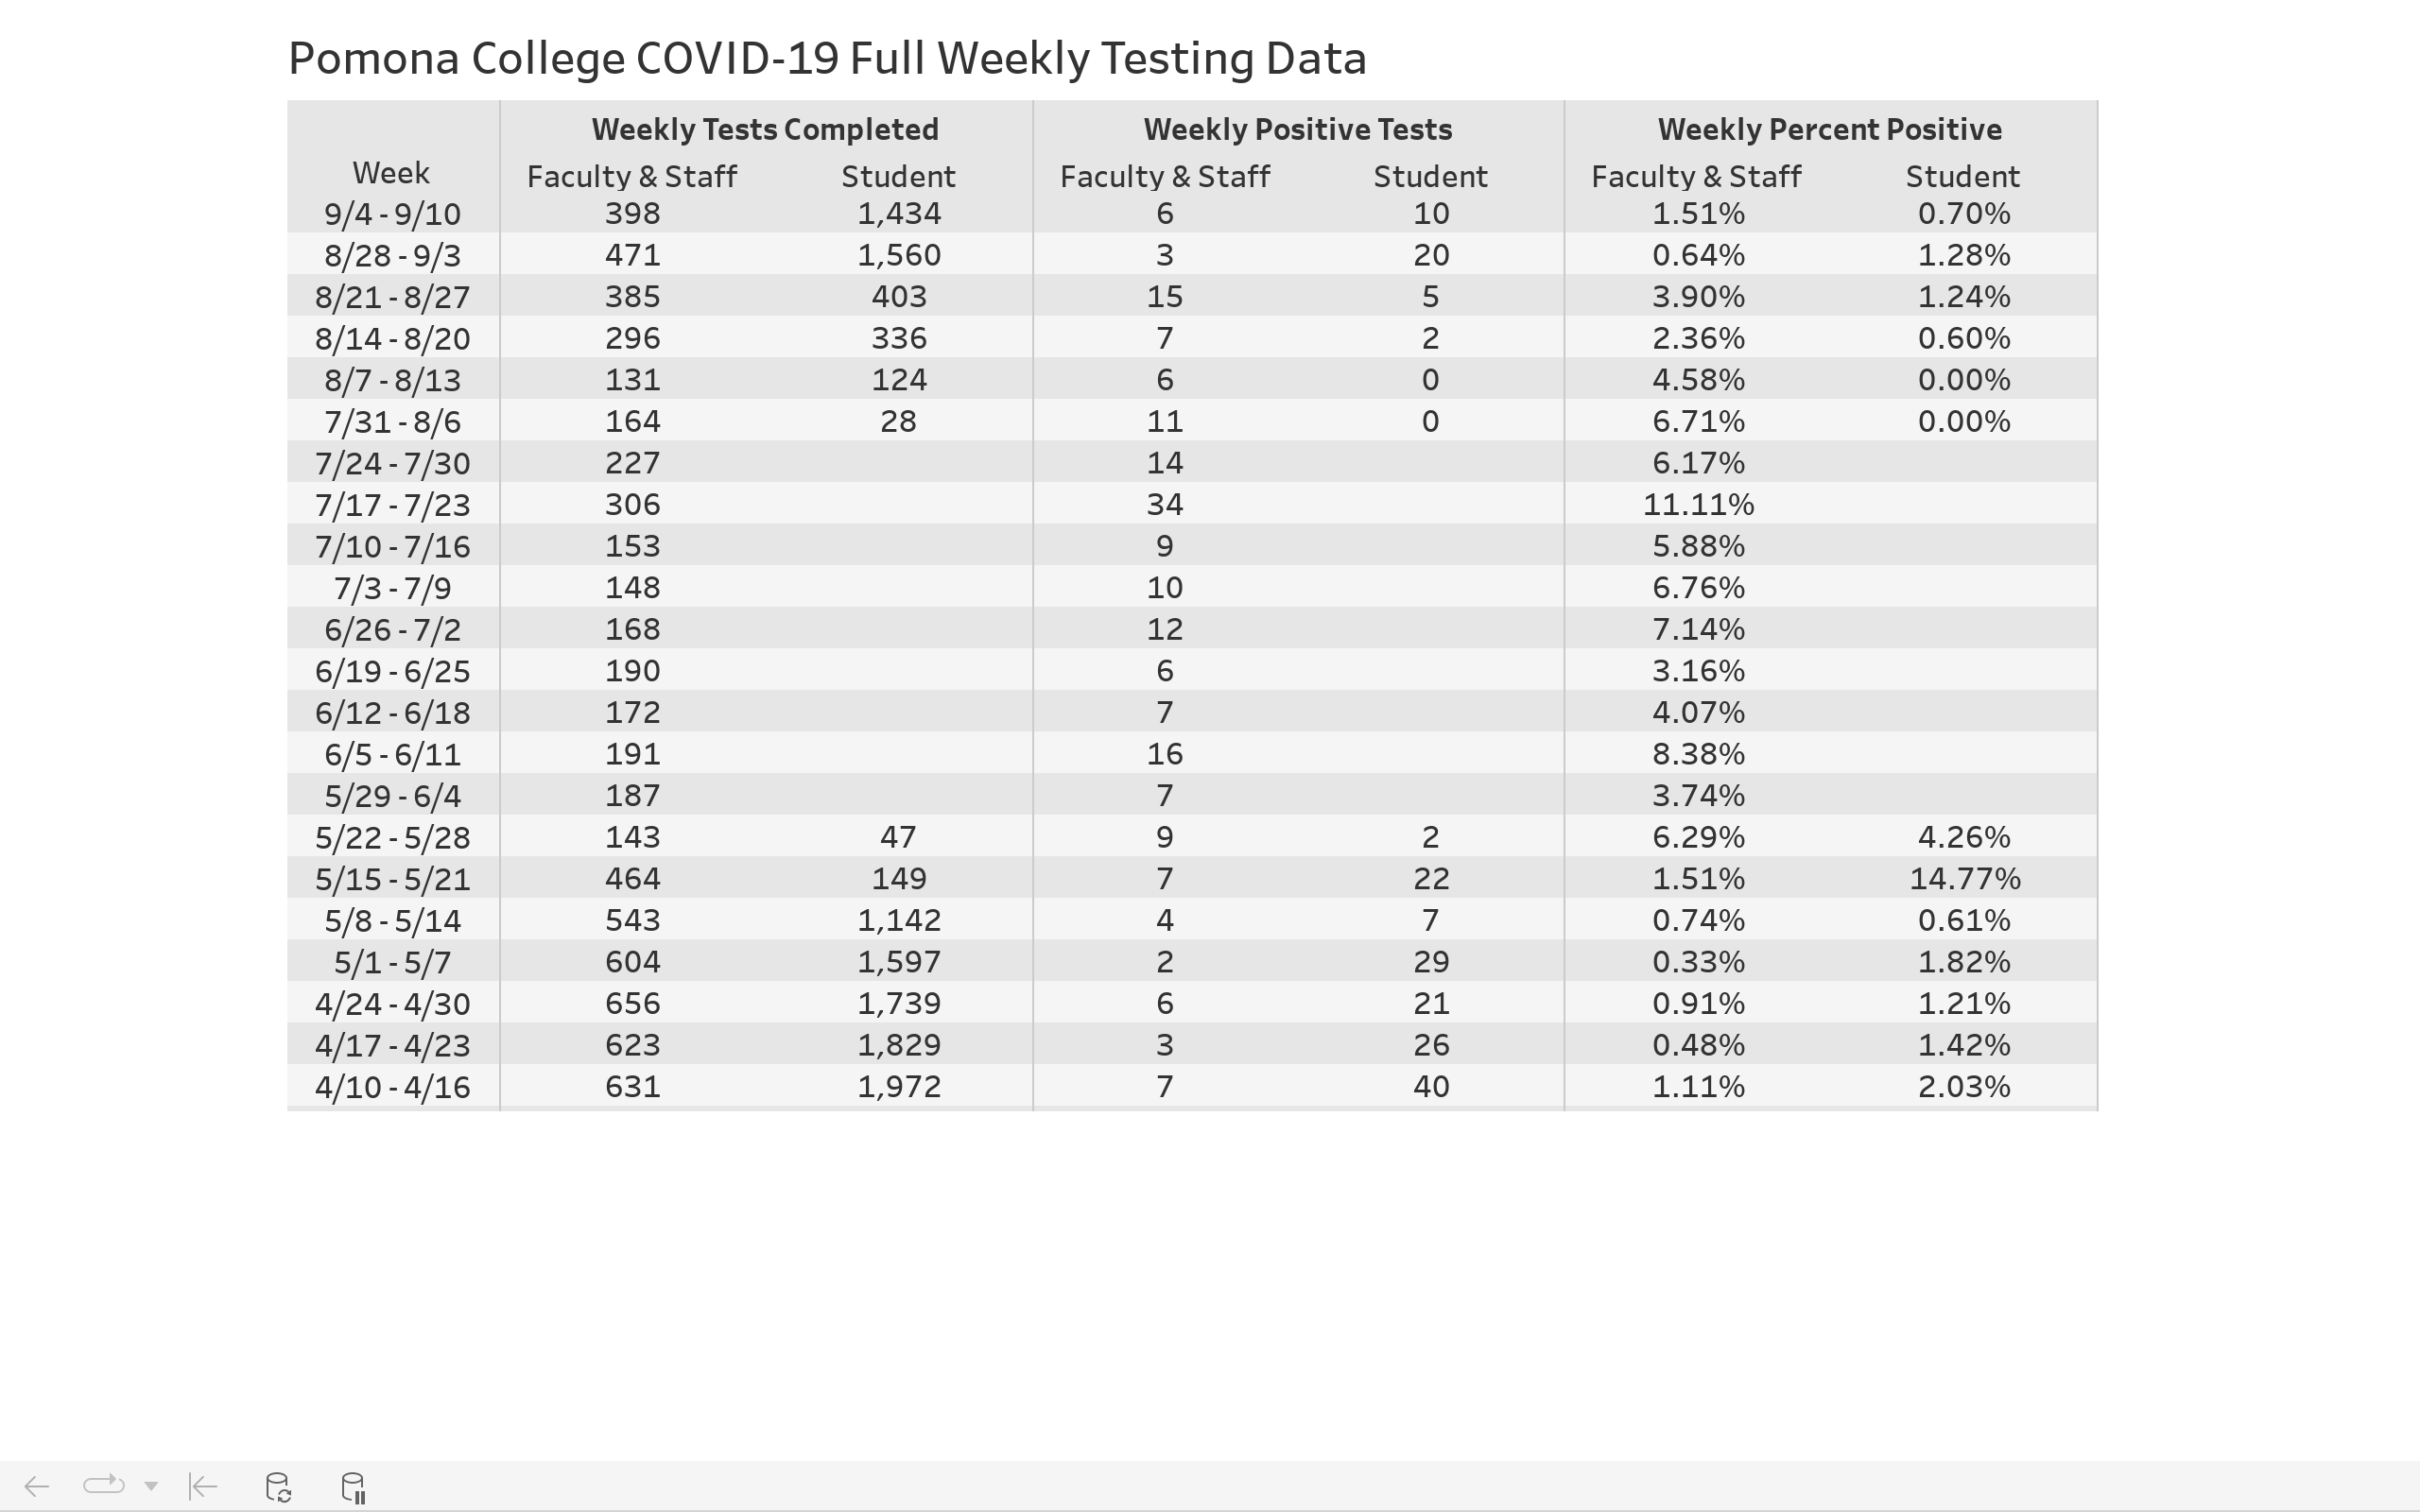 Pomona College COVID-19 Full Weekly Testing Data
Weekly Tests Completed Weekly Positive Tests Weekly Percent Positive
Week Faculty & Staff Student Faculty & Staff Student Faculty & Staff Student
9/4 - 9/10 398 1,434 6 10 1.51% 0.70%
8/28 - 9/3 471 1,560 3 20 0.64% 1.28%
8/21 - 8/27 385 403 15 5 3.90% 1.24%
8/14 - 8/20 296 336 7 2 2.36% 0.60%
8/7 - 8/13 131 124 6 0 4.58% 0.00%
7/31 - 8/6 164 28 11 0 6.71% 0.00%
7/24 - 7/30 227 14 6.17%
7/17 - 7/23 306 34 11.11%
7/10 - 7/16 153 9 5.88%
7/3 - 7/9 148 10 6.76%
6/26 - 7/2 168 12 7.14%
6/19 - 6/25 190 6 3.16%
6/12 - 6/18 172 7 4.07%
6/5 - 6/11 191 16 8.38%
5/29 - 6/4 187 7 3.74%
5/22 - 5/28 143 47 9 2 6.29% 4.26%
5/15 - 5/21 464 149 7 22 1.51% 14.77%
5/8 - 5/14 543 1,142 4 7 0.74% 0.61%
5/1 - 5/7 604 1,597 2 29 0.33% 1.82%
4/24 - 4/30 656 1,739 6 21 0.91% 1.21%
4/17 - 4/23 623 1,829 3 26 0.48% 1.42%
4/10 - 4/16 631 1,972 7 40 1.11% 2.03%